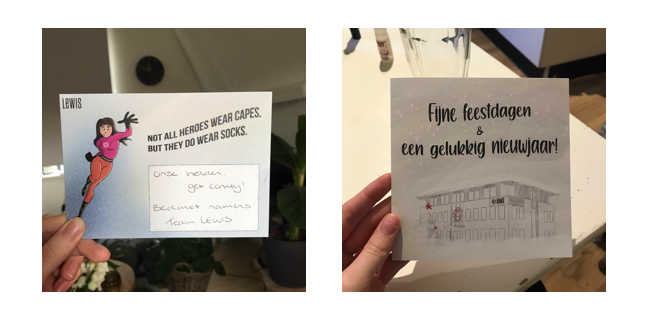 LEWIS
NOT ALL HEROES WEAR CAPES.
BUT THEY DO WEAR SOCKS.
Onze helden,
get comfy!
Bedankt namens
Team LEWIS
Fijne feestdagen
&
een gelukkig nieuwjaar!